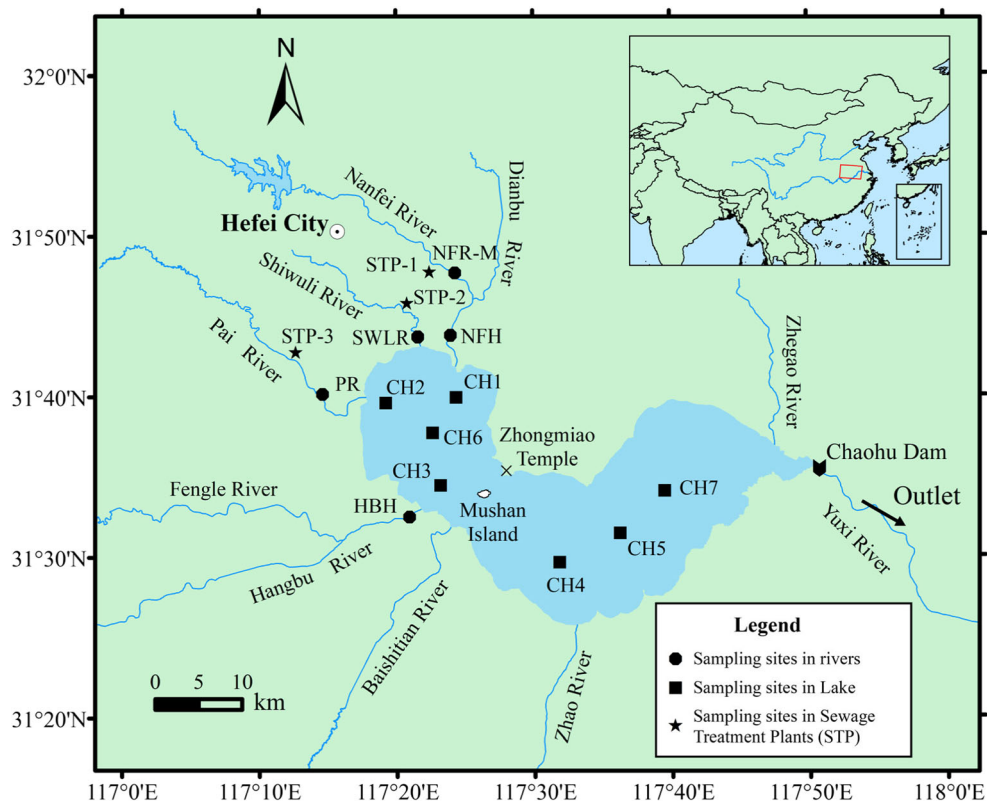 N
32°0'N
31°50'N
31°40'N
31°30'N
31°20'N
Nanfei River
Dianbu
River
Hefei City
NFR-M
STP-1
Shiwuli River
STP-2
STP-3
SWLR
NFH
Pai River
PR
CH2
CH1
CH6
Zhongmiao
Temple
Zhegao River
CH3
Chaohu Dam
Fengle River
HBH
Mushan
Island
CH7
Outlet
Yuxi River
CH5
Hangbu River
CH4
Baishitian River
Zhao River
0 5 10
km
Legend
Sampling sites in rivers
Sampling sites in Lake
Sampling sites in Sewage
Treatment Plants (STP)
117°0'E 117°10'E 117°20'E 117°30'E 117°40'E 117°50'E 118°0'E